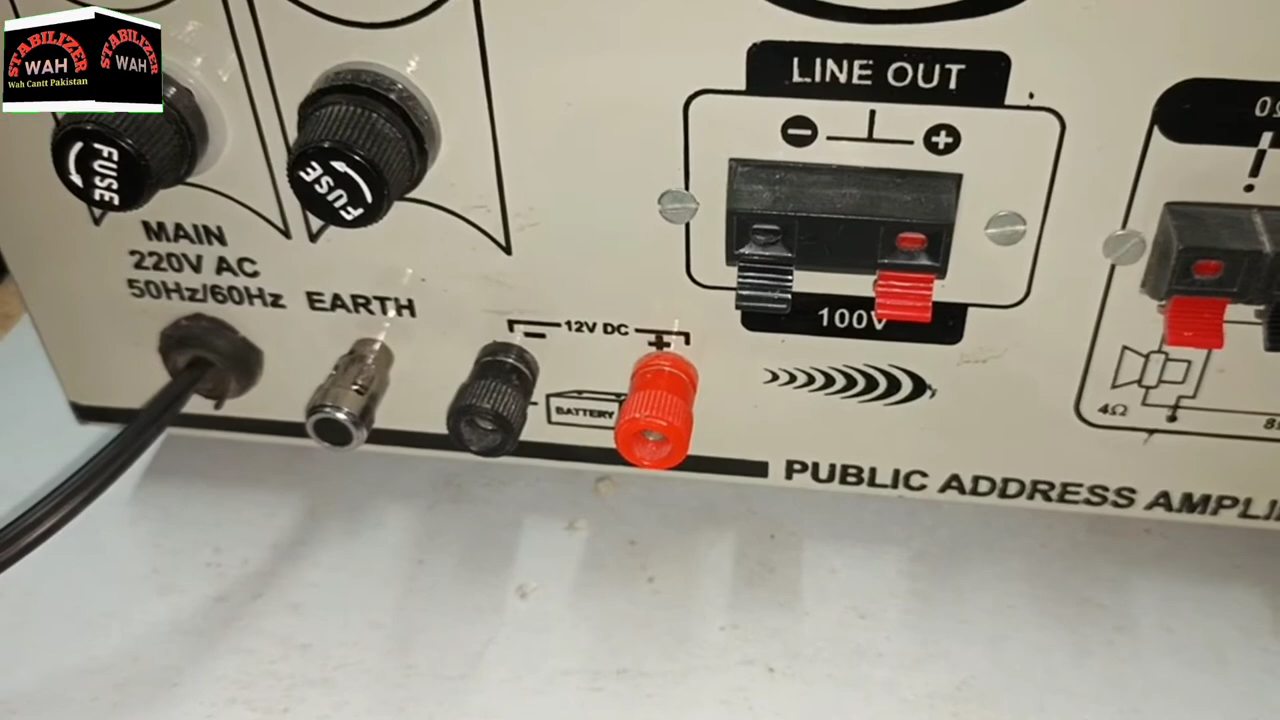 STABILIZER
WAH
Wah Cantt Pakistan
STABILIZER
WAH
FUSE
FUSE
MAIN
220V AC
50Hz/60Hz
EARTH
12V DC
- +
BATTERY
LINE OUT
- +
100V
4Ω
PUBLIC ADDRESS AMPLI